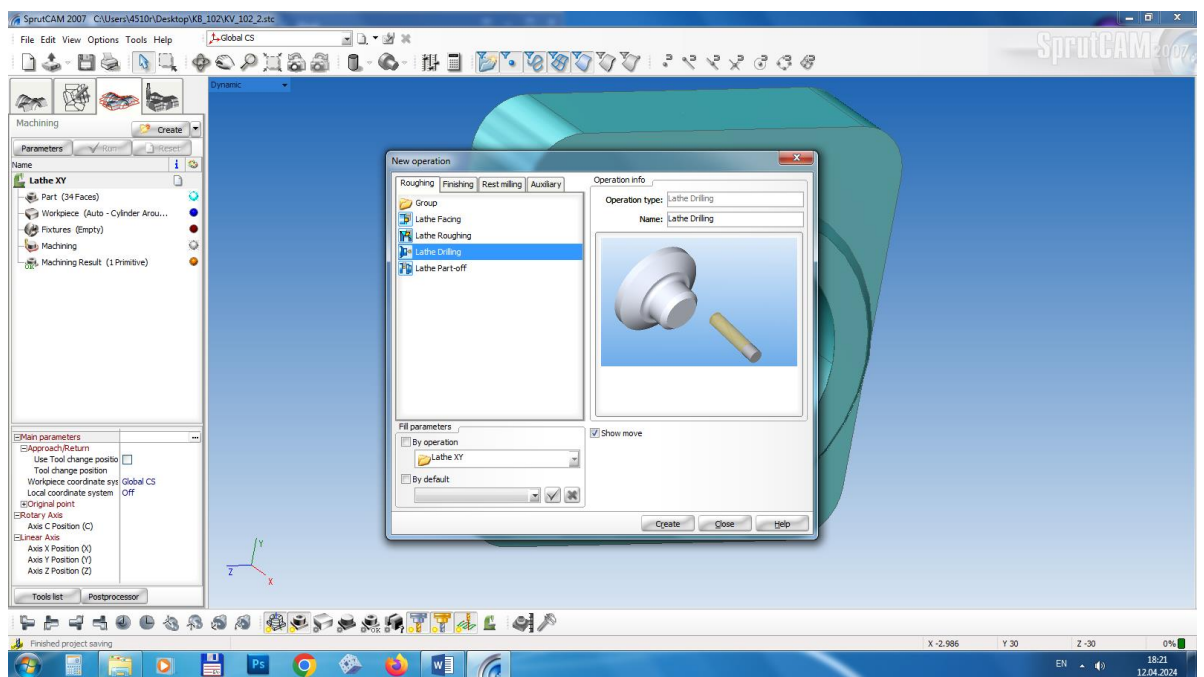 SprutCAM 2007 C:\Users\4510r\Desktop\KB_102\KV_102_2.stc
File Edit View Options Tools Help
Global CS
SprutCAM2007
Dynamic
Machining
Create
Parameters Run Reset
Name
Lathe XY
Part (34 Faces)
Workpiece (Auto - Cylinder Arou...
Fixtures (Empty)
Machining
Machining Result (1 Primitive)
New operation
Roughing Finishing Rest milling Auxiliary
Group
Lathe Facing
Lathe Roughing
Lathe Drilling
Lathe Part-off
Operation info
Operation type: Lathe Drilling
Name: Lathe Drilling
Fill parameters
By operation
Lathe XY
By default
Show move
Create Close Help
Main parameters ...
Approach/Return
Use Tool change positio
Tool change position
Workpiece coordinate sys Global CS
Local coordinate system Off
Original point
Rotary Axis
Axis C Position (C)
Linear Axis
Axis X Position (X)
Axis Y Position (Y)
Axis Z Position (Z)
Tools list Postprocessor
Y
Z
X
Finished project saving
X -2.986 Y 30 Z -30 0%
Ps
W
EN
18:21
12.04.2024